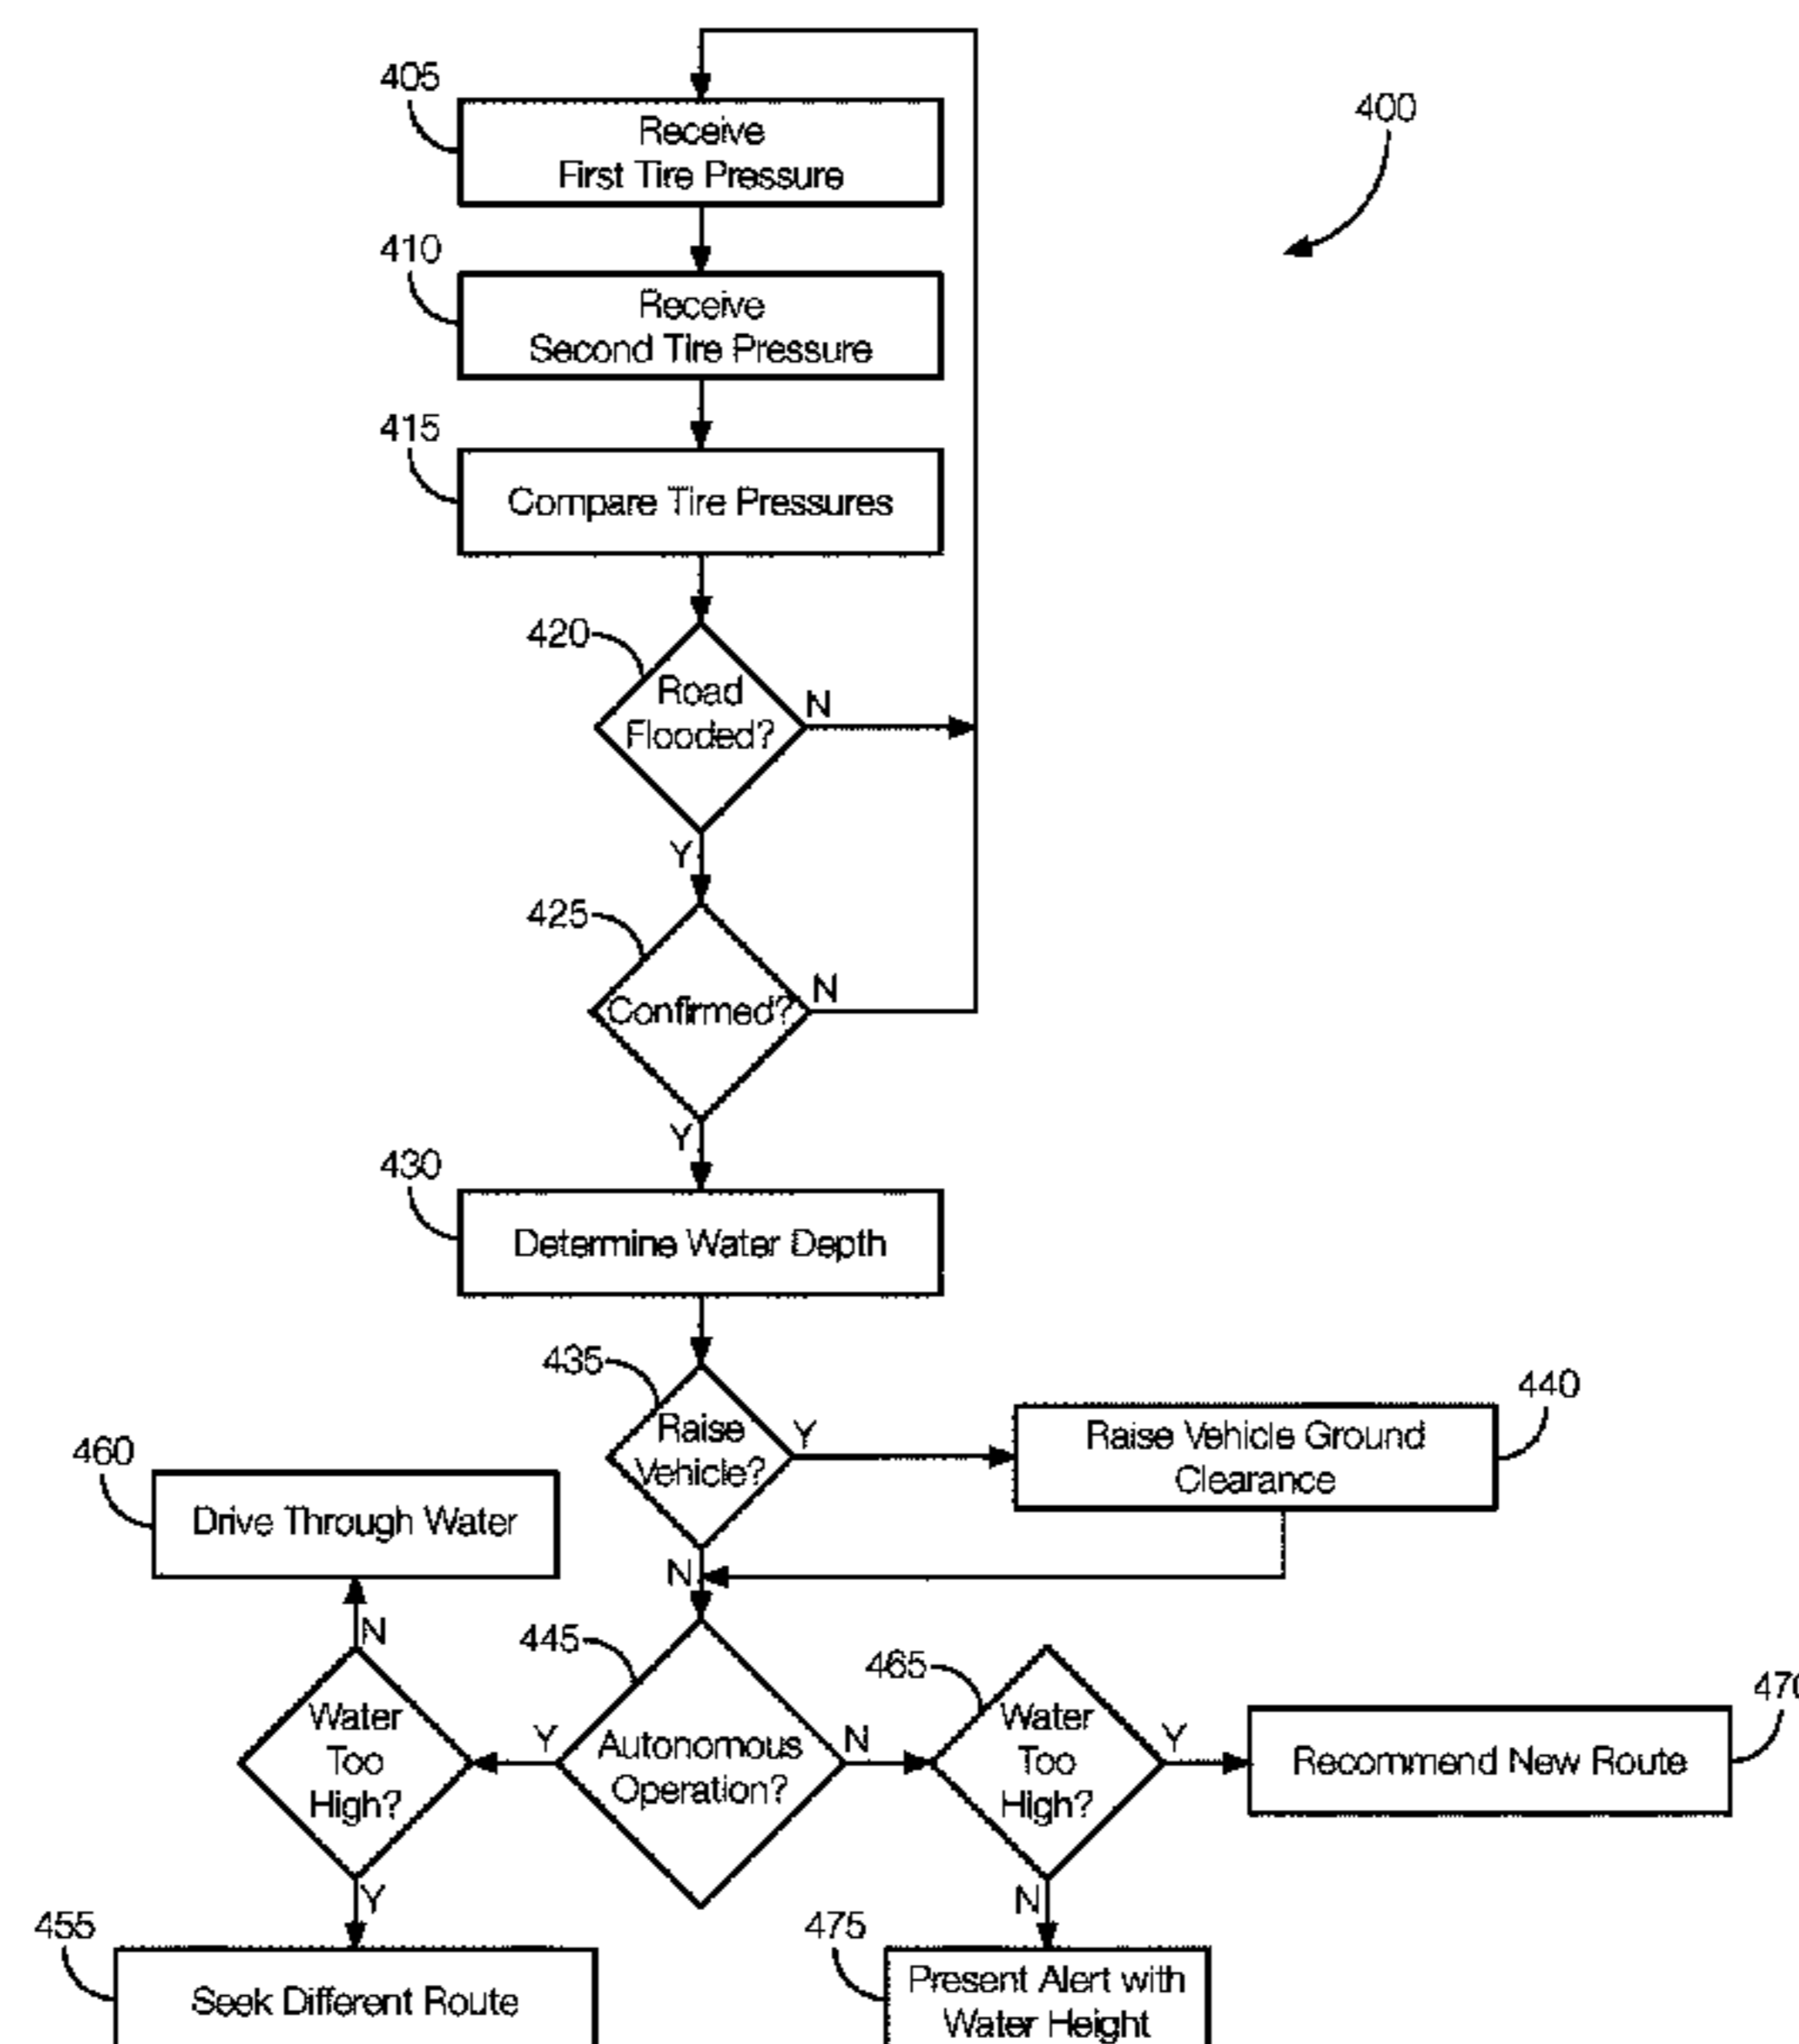 405
Receive
First Tire Pressure
400
410
Receive
Second Tire Pressure
415
Compare Tire Pressures
420
Road
Flooded?
N
Y
425
Confirmed?
N
Y
430
Determine Water Depth
435
Raise
Vehicle?
Y
440
Raise Vehicle Ground
Clearance
460
Drive Through Water
N
N
445
Autonomous
Operation?
Y
N
Water
Too
High?
465
Water
Too
High?
Y
470
Recommend New Route
Y
N
455
Seek Different Route
475
Present Alert with
Water Height